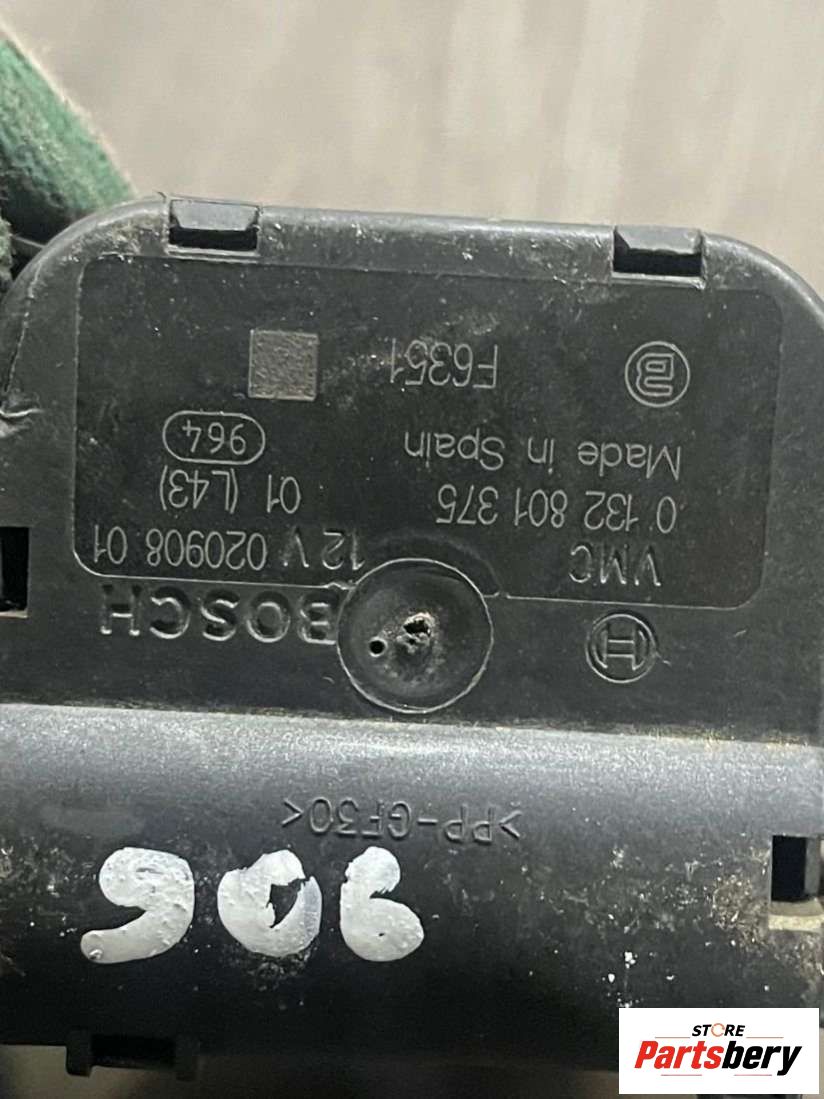 906
>PP-GF30<
BOSCH
VMC 12 V 020908 01
0 132 801 375 01 (L43)
Made in Spain 964
F6351
STORE
Partsbery